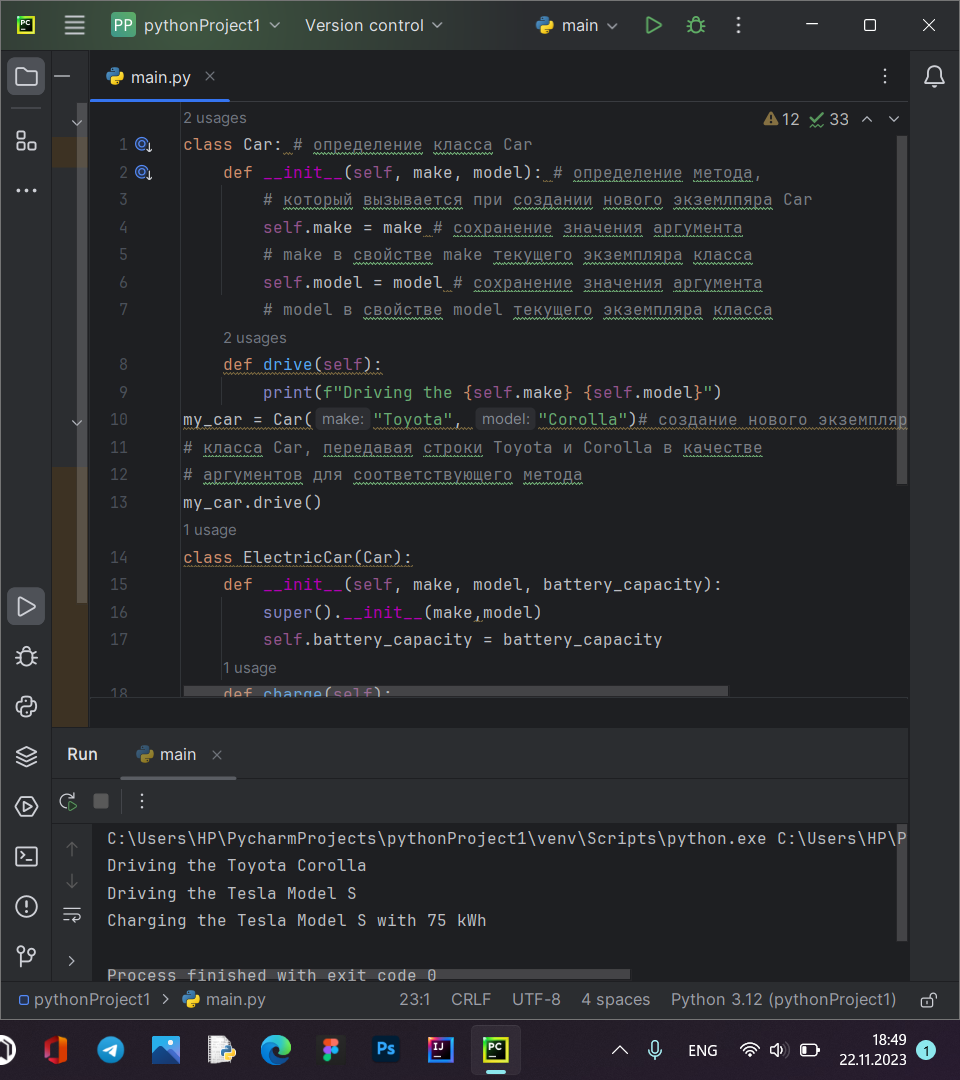 PC
PP pythonProject1 Version control main
main.py
2 usages
12 33
1 class Car: # определение класса Car
2 def __init__(self, make, model): # определение метода,
3 # который вызывается при создании нового экземлпяра Car
4 self.make = make # сохранение значения аргумента
5 # make в свойстве make текущего экземпляра класса
6 self.model = model # сохранение значения аргумента
7 # model в свойстве model текущего экземпляра класса
2 usages
8 def drive(self):
9 print(f"Driving the {self.make} {self.model}")
10 my_car = Car( make: "Toyota", model: "Corolla")# создание нового экземпляр
11 # класса Car, передавая строки Toyota и Corolla в качестве
12 # аргументов для соответствующего метода
13 my_car.drive()
1 usage
14 class ElectricCar(Car):
15 def __init__(self, make, model, battery_capacity):
16 super().__init__(make,model)
17 self.battery_capacity = battery_capacity
1 usage
18 def charge(self):
Run main
C:\Users\HP\PycharmProjects\pythonProject1\venv\Scripts\python.exe C:\Users\HP\P
Driving the Toyota Corolla
Driving the Tesla Model S
Charging the Tesla Model S with 75 kWh
Process finished with exit code 0
pythonProject1 main.py 23:1 CRLF UTF-8 4 spaces Python 3.12 (pythonProject1)
Ps IJ PC ENG 18:49
22.11.2023 1